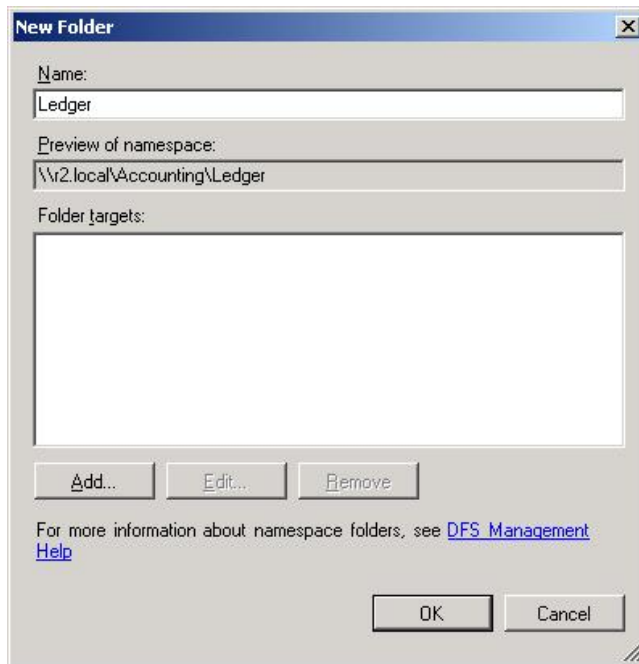 New Folder
Name:
Ledger
Preview of namespace:
\\r2.local\Accounting\Ledger
Folder targets:
Add...
Edit...
Remove
For more information about namespace folders, see DFS Management
Help
OK
Cancel